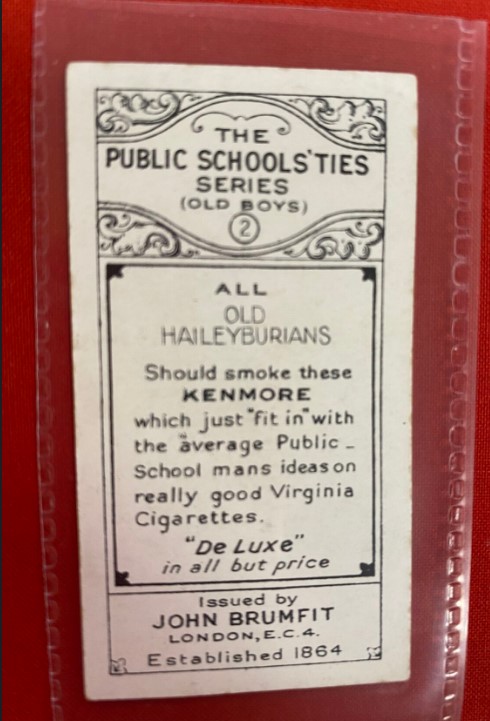 THE
PUBLIC SCHOOLS' TIES
SERIES
(OLD BOYS)
2
ALL
OLD
HAILEYBURIANS
Should smoke these
KENMORE
which just "fit in" with
the "average Public _
School mans ideas on
really good Virginia
Cigarettes.
"De Luxe"
in all but price
Issued by
JOHN BRUMFIT
LONDON, E.C.4.
Established 1864